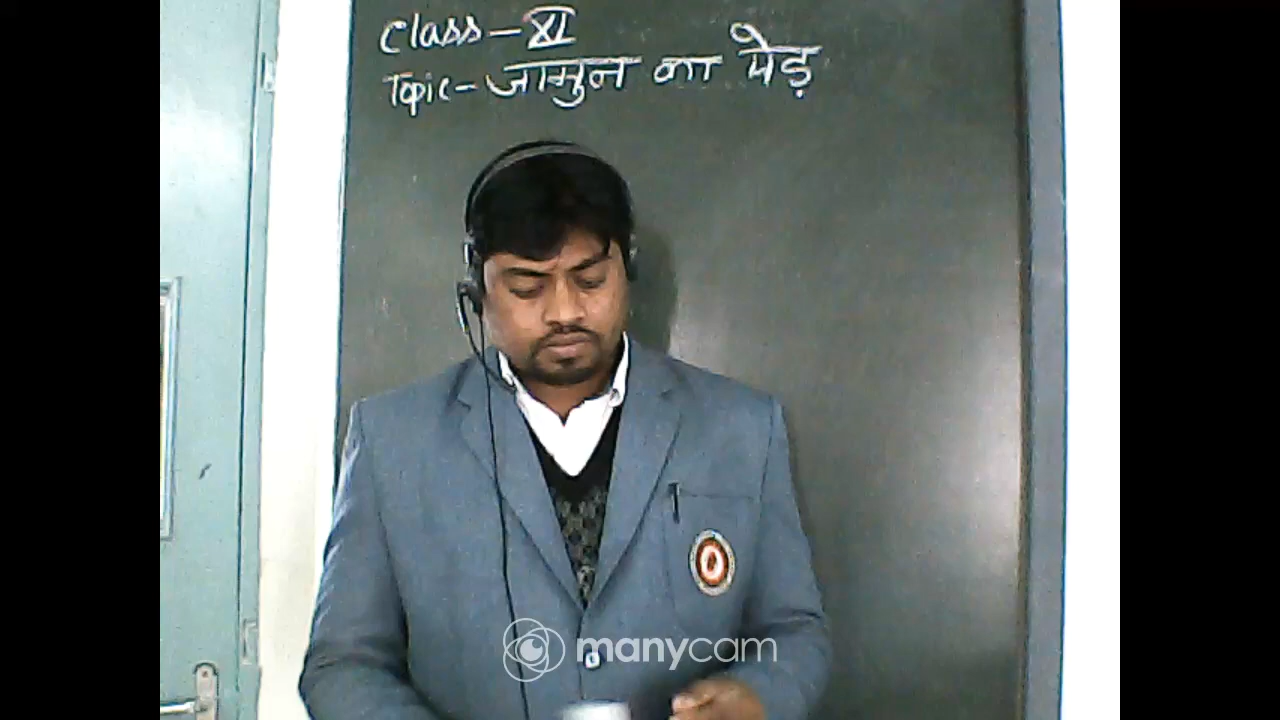 Class - XI
Topic - जामुन का पेड़
manycam